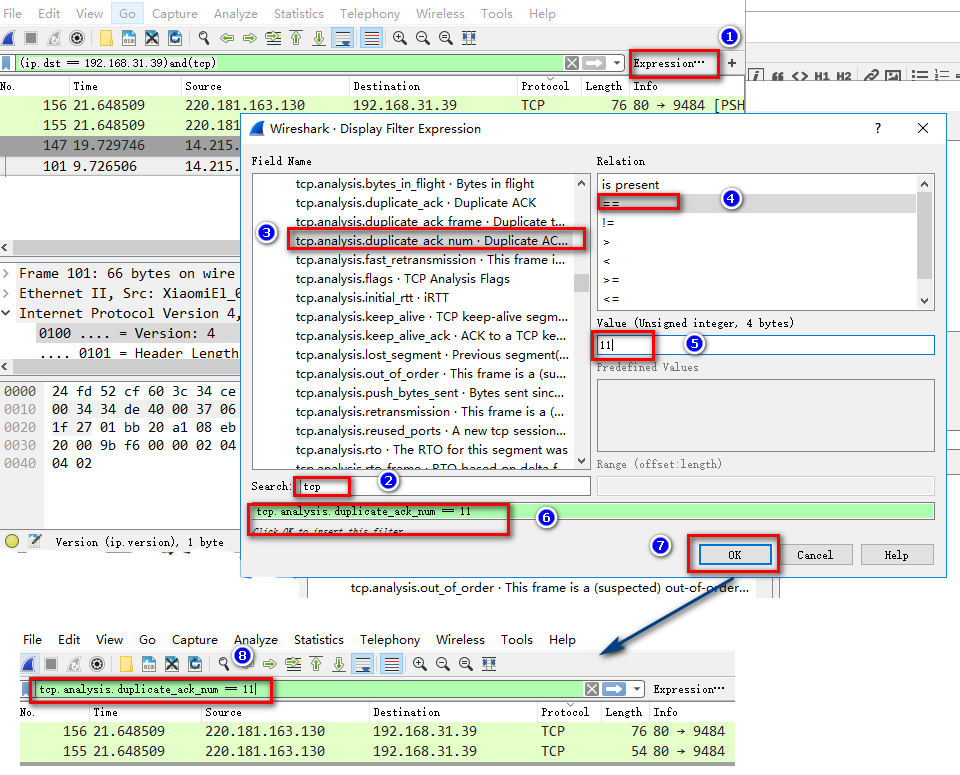 File Edit View Go Capture Analyze Statistics Telephony Wireless Tools Help
1
(ip.dst == 192.168.31.39)and(tcp)
Expression…
+
H1 H2
No. Time Source Destination Protocol Length Info
156 21.648509 220.181.163.130 192.168.31.39 TCP 76 80 → 9484 [PSH
155 21.648509 220.181
147 19.729746 14.215.
101 9.726506 14.215.
Wireshark · Display Filter Expression
? ×
Field Name
tcp.analysis.bytes_in_flight · Bytes in flight
tcp.analysis.duplicate_ack · Duplicate ACK
tcp.analysis.duplicate_ack_frame · Duplicate t...
3
tcp.analysis.duplicate_ack_num · Duplicate AC...
tcp.analysis.fast_retransmission · This frame i...
tcp.analysis.flags · TCP Analysis Flags
tcp.analysis.initial_rtt · iRTT
tcp.analysis.keep_alive · TCP keep-alive segm...
tcp.analysis.keep_alive_ack · ACK to a TCP ke...
tcp.analysis.lost_segment · Previous segment(...
tcp.analysis.out_of_order · This frame is a (su...
tcp.analysis.push_bytes_sent · Bytes sent sinc...
tcp.analysis.retransmission · This frame is a (...
tcp.analysis.reused_ports · A new tcp session...
tcp.analysis.rto · The RTO for this segment was
tcp.analysis.rto_frame · RTO based on delta f...
Relation
is present
==
4
!=
>
<
>=
<=
Value (Unsigned integer, 4 bytes)
11
5
Predefined Values
Range (offset:length)
Search: tcp
2
tcp.analysis.duplicate_ack_num == 11
Click OK to insert this filter
6
7
OK Cancel Help
Frame 101: 66 bytes on wire
Ethernet II, Src: XiaomiEl_0
Internet Protocol Version 4,
0100 .... = Version: 4
.... 0101 = Header Length
0000 24 fd 52 cf 60 3c 34 ce
0010 00 34 34 de 40 00 37 06
0020 1f 27 01 bb 20 a1 08 eb
0030 20 00 9b f6 00 00 02 04
0040 04 02
Version (ip.version), 1 byte
tcp.analysis.out_of_order · This frame is a (suspected) out-of-order...
File Edit View Go Capture Analyze Statistics Telephony Wireless Tools Help
8
tcp.analysis.duplicate_ack_num == 11
Expression…
No. Time Source Destination Protocol Length Info
156 21.648509 220.181.163.130 192.168.31.39 TCP 76 80 → 9484
155 21.648509 220.181.163.130 192.168.31.39 TCP 54 80 → 9484